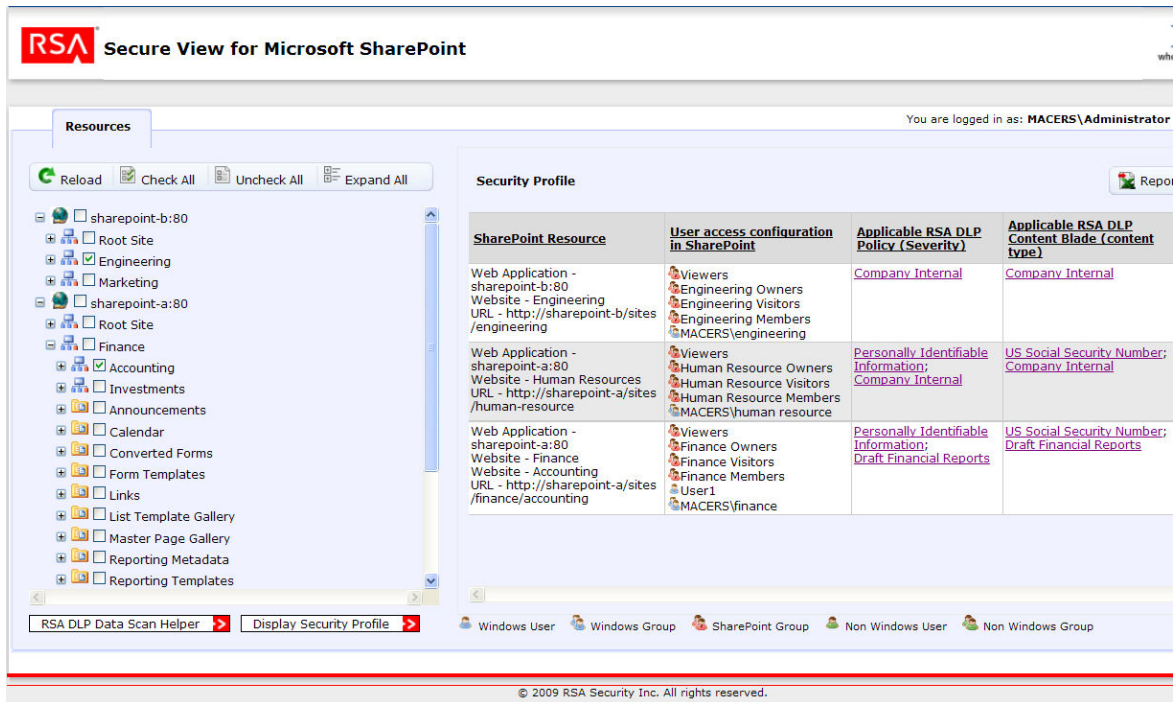 RSA Secure View for Microsoft SharePoint
Resources
You are logged in as: MACERS\Administrator
Reload Check All Uncheck All Expand All
sharepoint-b:80
Root Site
Engineering
Marketing
sharepoint-a:80
Root Site
Finance
Accounting
Investments
Announcements
Calendar
Converted Forms
Form Templates
Links
List Template Gallery
Master Page Gallery
Reporting Metadata
Reporting Templates
RSA DLP Data Scan Helper Display Security Profile
Security Profile
SharePoint Resource
User access configuration
in SharePoint
Applicable RSA DLP
Policy (Severity)
Applicable RSA DLP
Content Blade (content
type)
Web Application -
sharepoint-b:80
Website - Engineering
URL - http://sharepoint-b/sites
/engineering
Viewers
Engineering Owners
Engineering Visitors
Engineering Members
MACERS\engineering
Company Internal
Company Internal
Web Application -
sharepoint-a:80
Website - Human Resources
URL - http://sharepoint-a/sites
/human-resource
Viewers
Human Resource Owners
Human Resource Visitors
Human Resource Members
MACERS\human resource
Personally Identifiable
Information;
Company Internal
US Social Security Number;
Company Internal
Web Application -
sharepoint-a:80
Website - Finance
Website - Accounting
URL - http://sharepoint-a/sites
/finance/accounting
Viewers
Finance Owners
Finance Visitors
Finance Members
User1
MACERS\finance
Personally Identifiable
Information;
Draft Financial Reports
US Social Security Number;
Draft Financial Reports
Windows User Windows Group SharePoint Group Non Windows User Non Windows Group
© 2009 RSA Security Inc. All rights reserved.